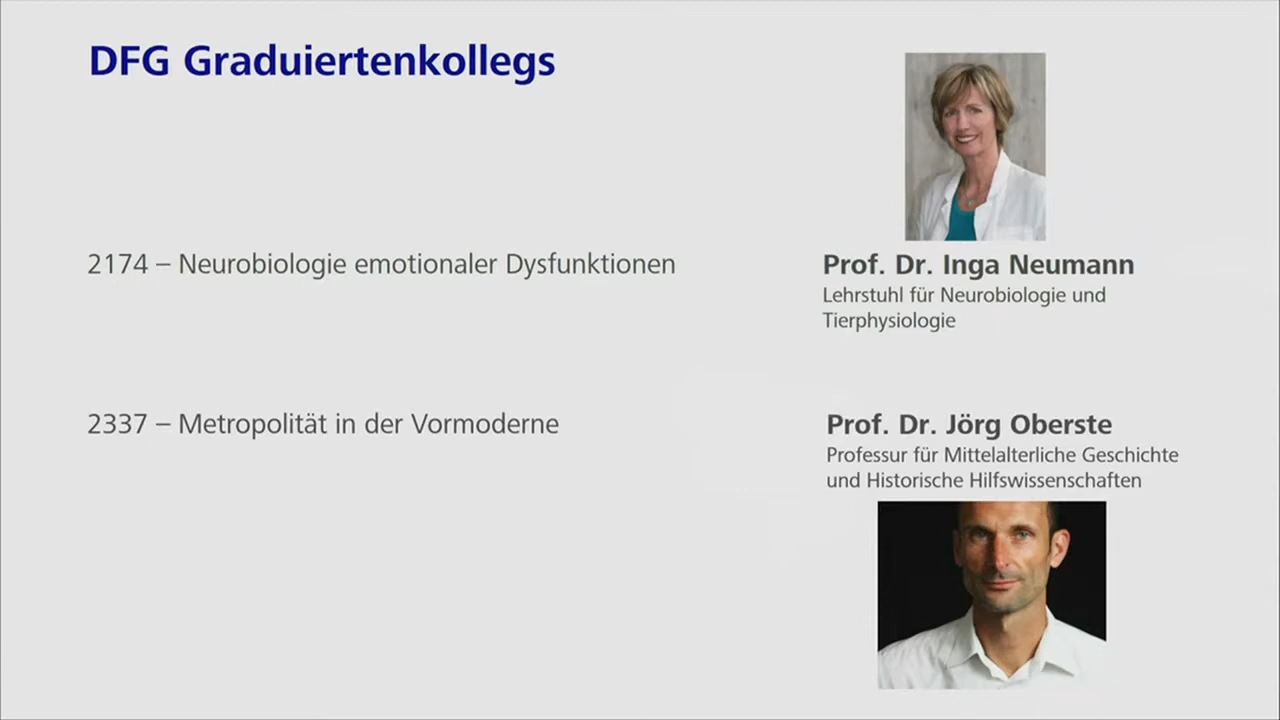 DFG Graduiertenkollegs
2174 – Neurobiologie emotionaler Dysfunktionen
Prof. Dr. Inga Neumann
Lehrstuhl für Neurobiologie und
Tierphysiologie
2337 – Metropolität in der Vormoderne
Prof. Dr. Jörg Oberste
Professur für Mittelalterliche Geschichte
und Historische Hilfswissenschaften